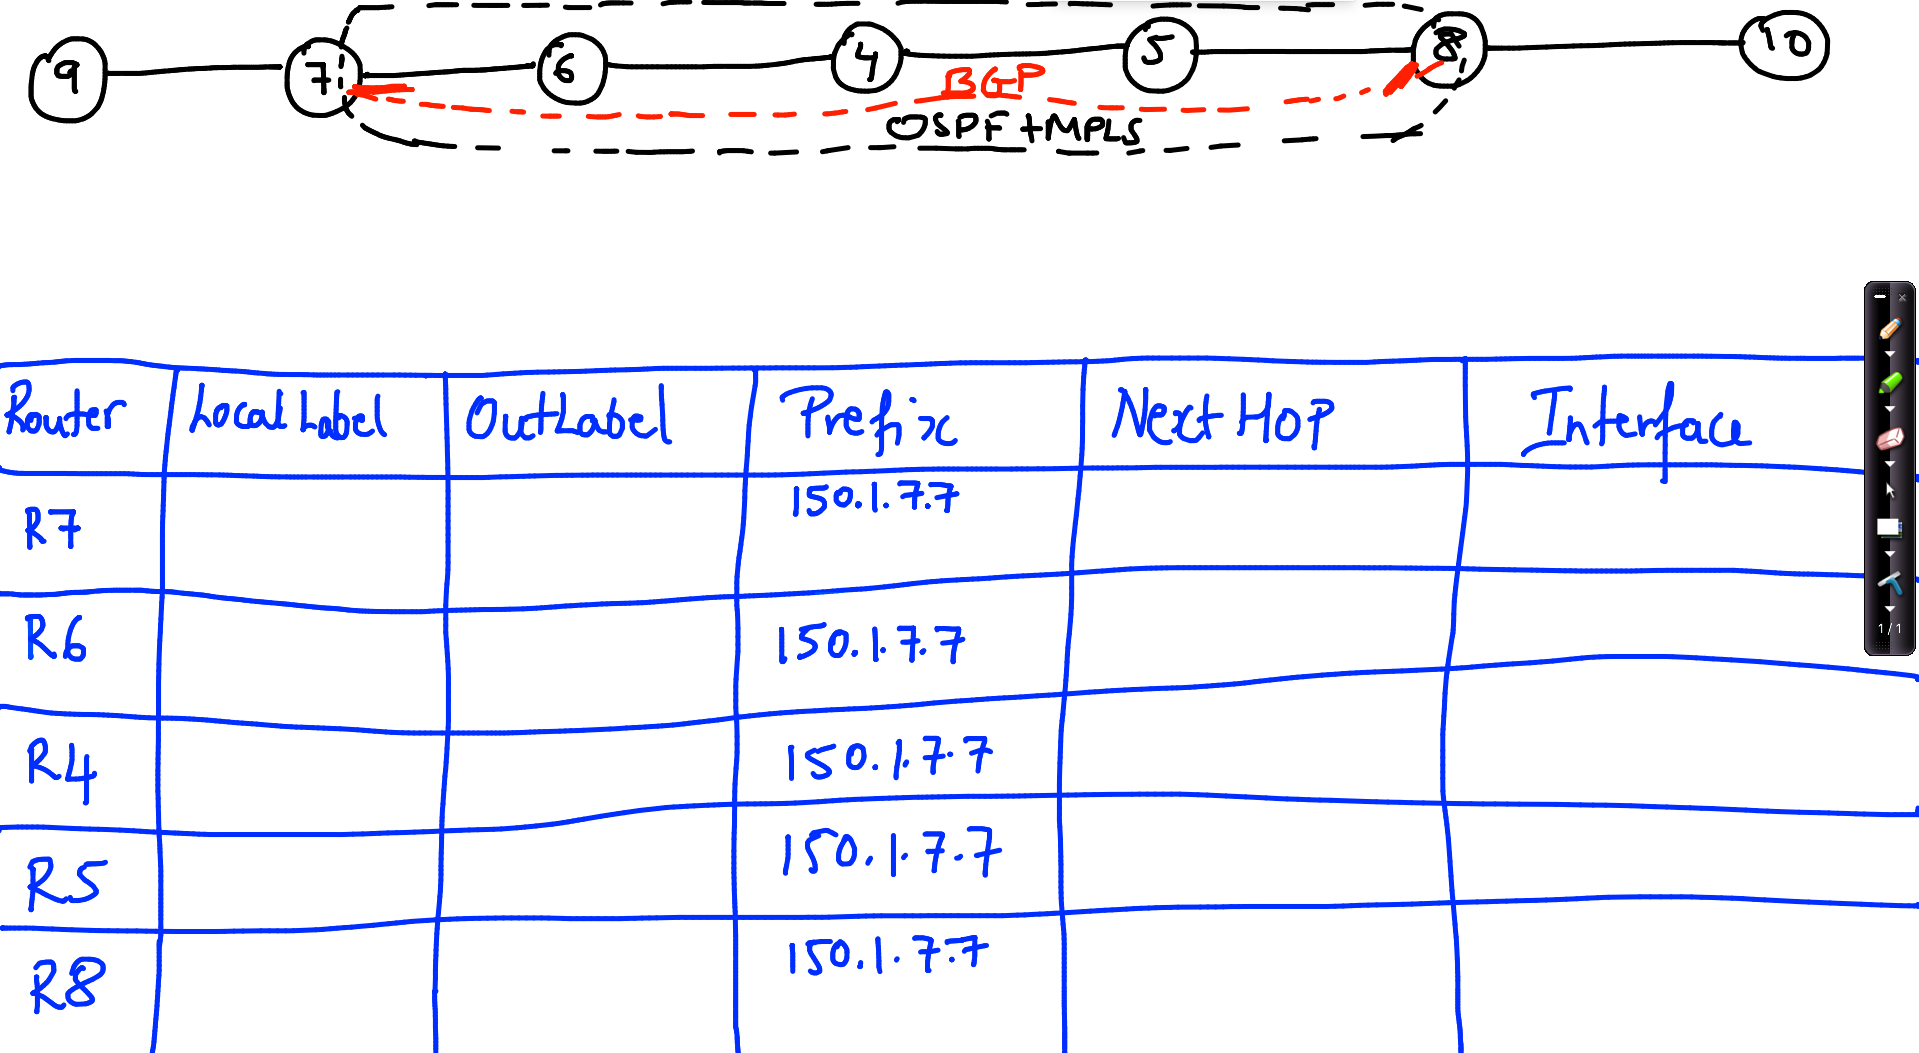 9 7 6 4 5 8 10
BGP
OSPF+MPLS
Router Local Label OutLabel Prefix Next HOP Interface
R7 150.1.7.7
R6 150.1.7.7
R4 150.1.7.7
R5 150.1.7.7
R8 150.1.7.7
1/1